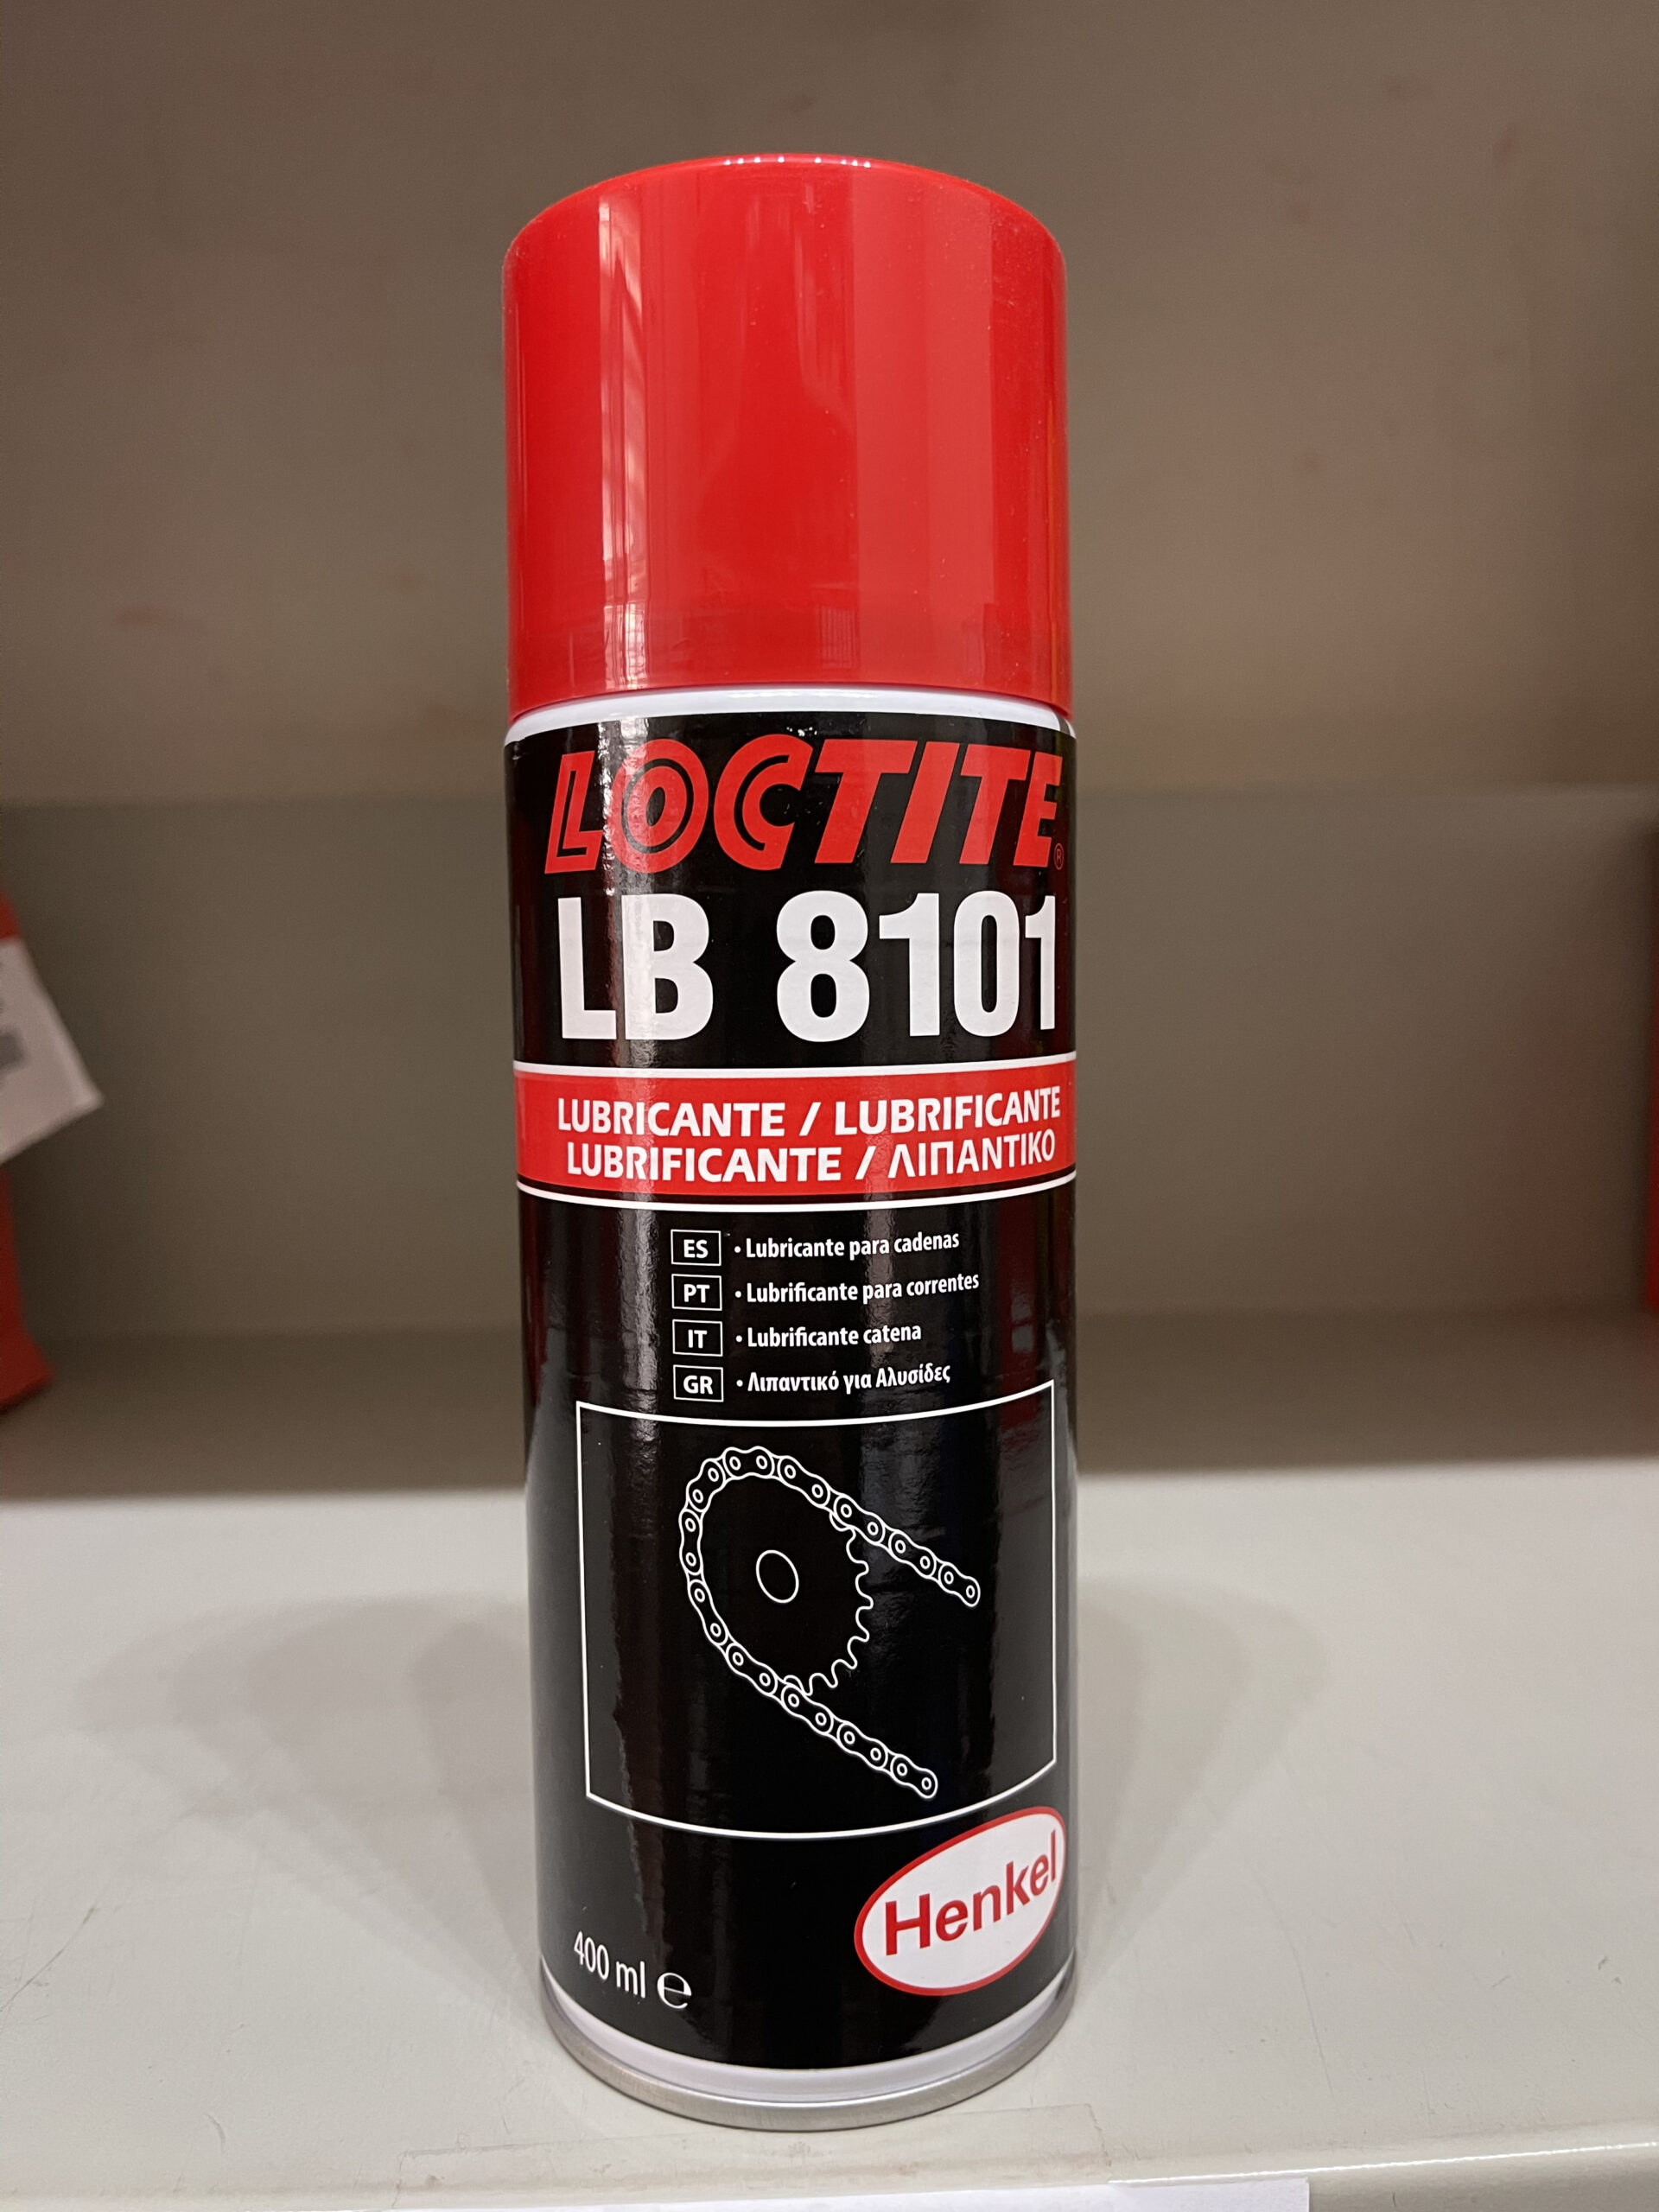 LOCTITE®
LB 8101
LUBRICANTE / LUBRIFICANTE
LUBRIFICANTE / ΛΙΠΑΝΤΙΚΟ
ES • Lubricante para cadenas
PT • Lubrificante para correntes
IT • Lubrificante catena
GR • Λιπαντικό για Αλυσίδες
Henkel
400 ml ℮